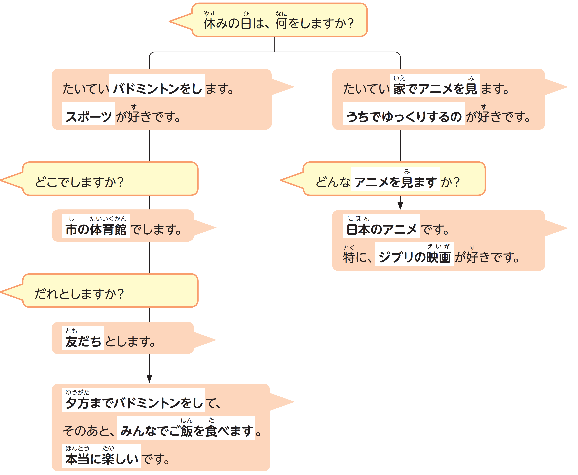 休みの日は、何をしますか?
たいていバドミントンをします。
スポーツが好きです。
どこでしますか?
市の体育館でします。
だれとしますか?
友だちとします。
夕方までバドミントンをして、
そのあと、みんなでご飯を食べます。
本当に楽しいです。
たいてい家でアニメを見ます。
うちでゆっくりするのが好きです。
どんなアニメを見ますか?
日本のアニメです。
特に、ジブリの映画が好きです。